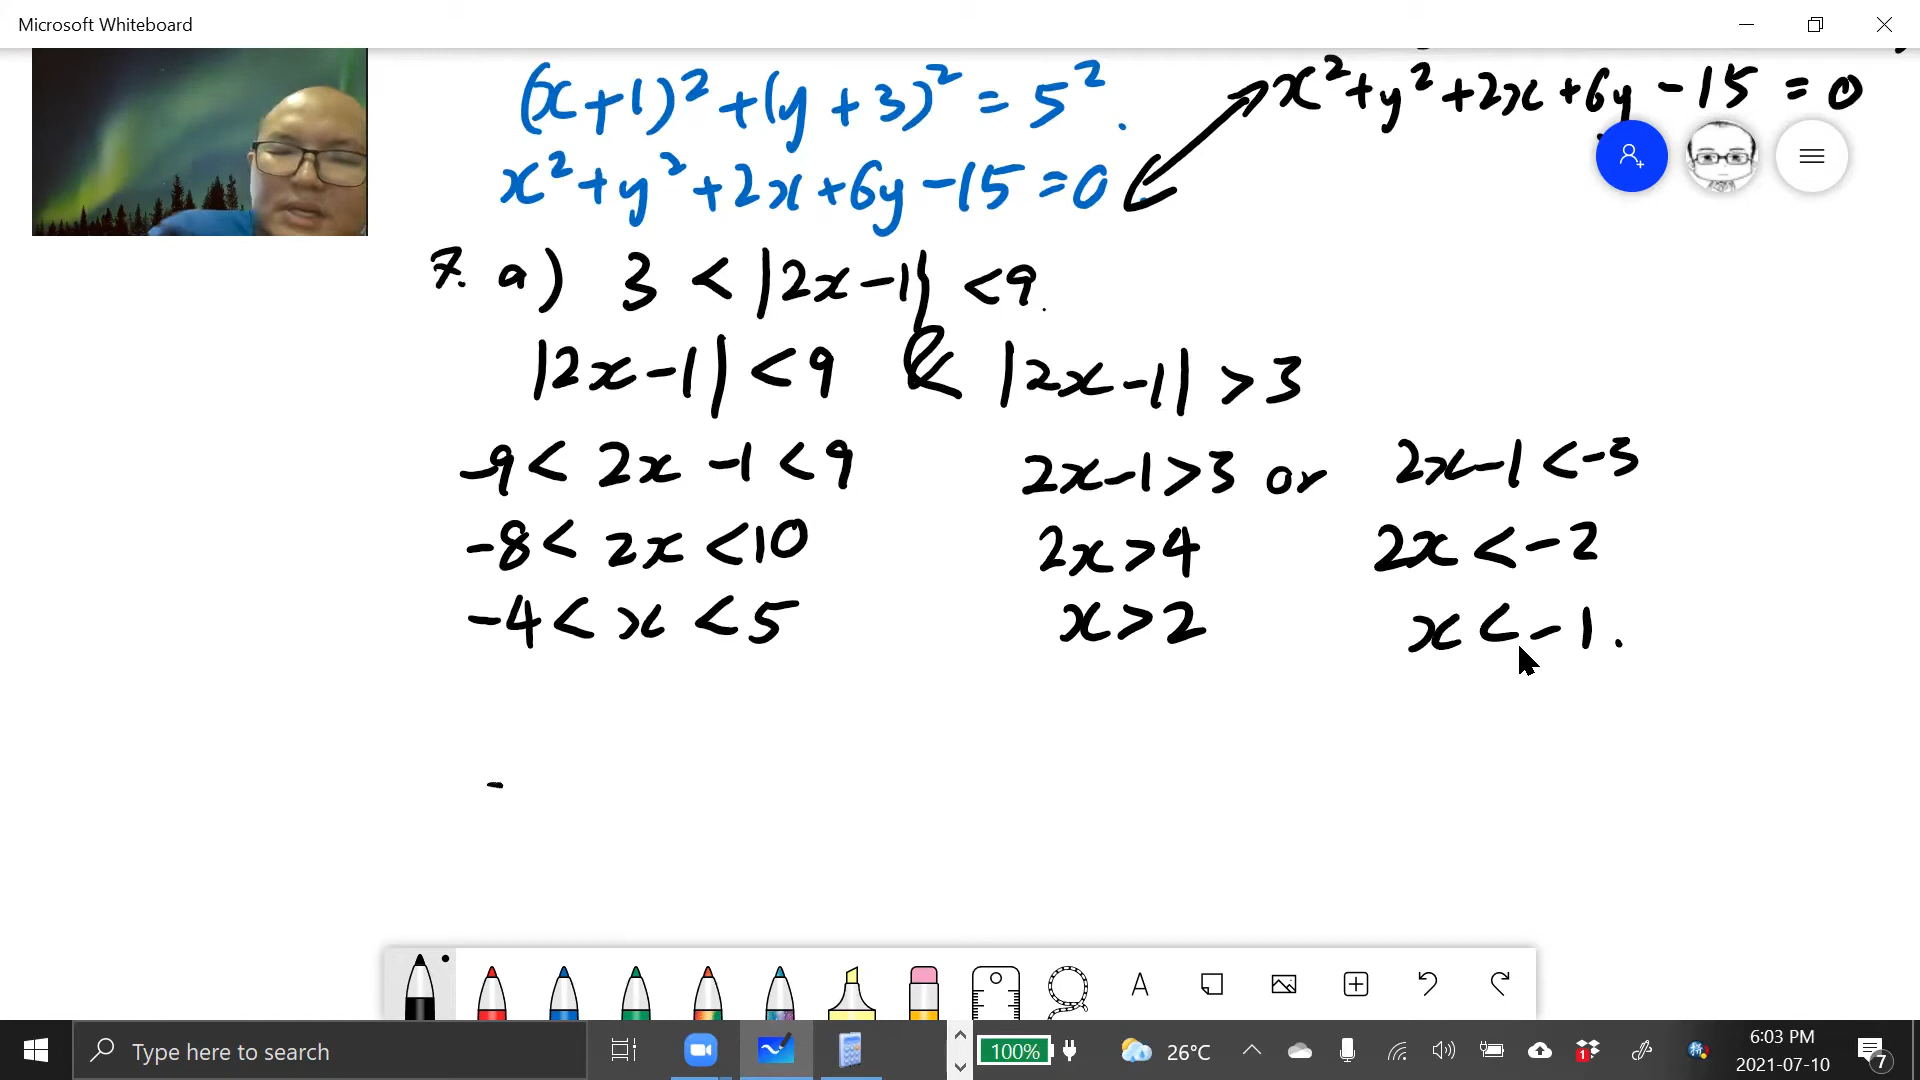 Microsoft Whiteboard
(x+1)²+(y+3)²=5².
x²+y²+2x+6y-15=0
x²+y²+2x+6y-15=0.
7. a) 3<|2x-1|<9.
|2x-1|<9 & |2x-1|>3
-9<2x-1<9 2x-1>3 or 2x-1<-3
-8<2x<10 2x>4 2x<-2
-4<x<5 x>2 x<-1.
-
A
Type here to search
100%
26°C
1
6:03 PM
2021-07-10
7